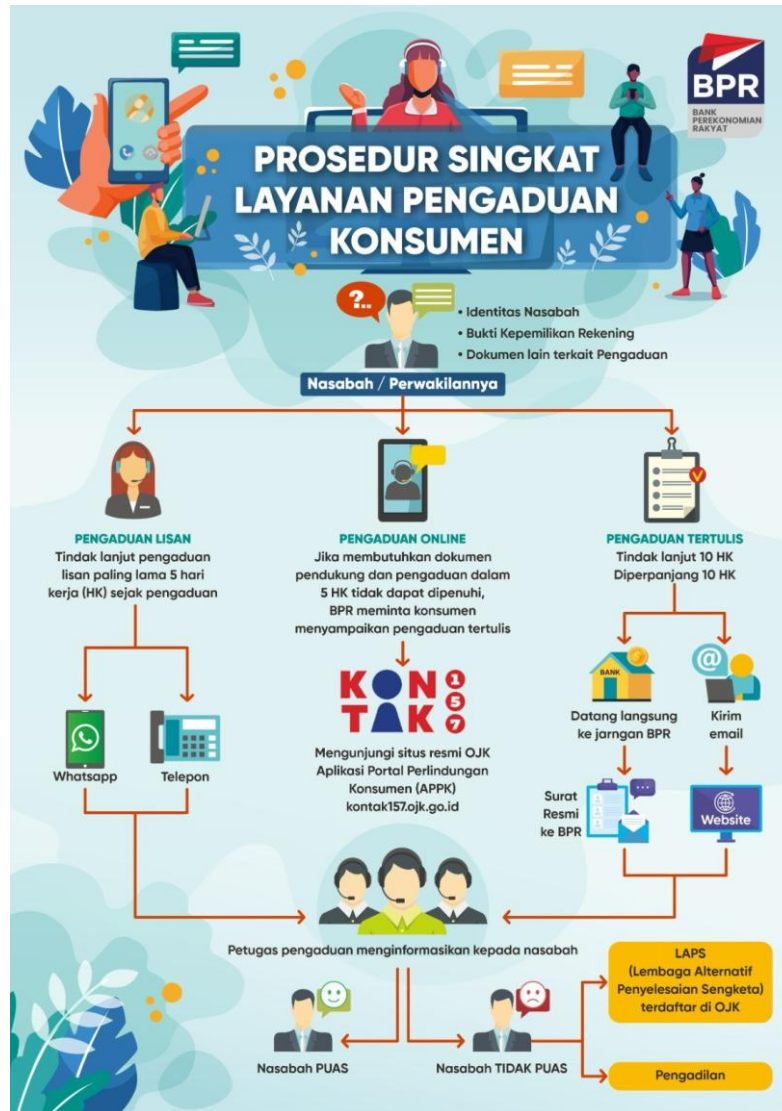 BPR
BANK
PEREKONOMIAN
RAKYAT
PROSEDUR SINGKAT
LAYANAN PENGADUAN
KONSUMEN
?..
• Identitas Nasabah
• Bukti Kepemilikan Rekening
• Dokumen lain terkait Pengaduan
Nasabah / Perwakilannya
PENGADUAN LISAN
Tindak lanjut pengaduan
lisan paling lama 5 hari
kerja (HK) sejak pengaduan
Whatsapp
Telepon
PENGADUAN ONLINE
Jika membutuhkan dokumen
pendukung dan pengaduan dalam
5 HK tidak dapat dipenuhi,
BPR meminta konsumen
menyampaikan pengaduan tertulis
KONTAK 157
Mengunjungi situs resmi OJK
Aplikasi Portal Perlindungan
Konsumen (APPK)
kontak157.ojk.go.id
PENGADUAN TERTULIS
Tindak lanjut 10 HK
Diperpanjang 10 HK
BANK
@
Datang langsung
ke jarngan BPR
Kirim
email
Surat
Resmi
ke BPR
Website
Petugas pengaduan menginformasikan kepada nasabah
Nasabah PUAS
Nasabah TIDAK PUAS
LAPS
(Lembaga Alternatif
Penyelesaian Sengketa)
terdaftar di OJK
Pengadilan